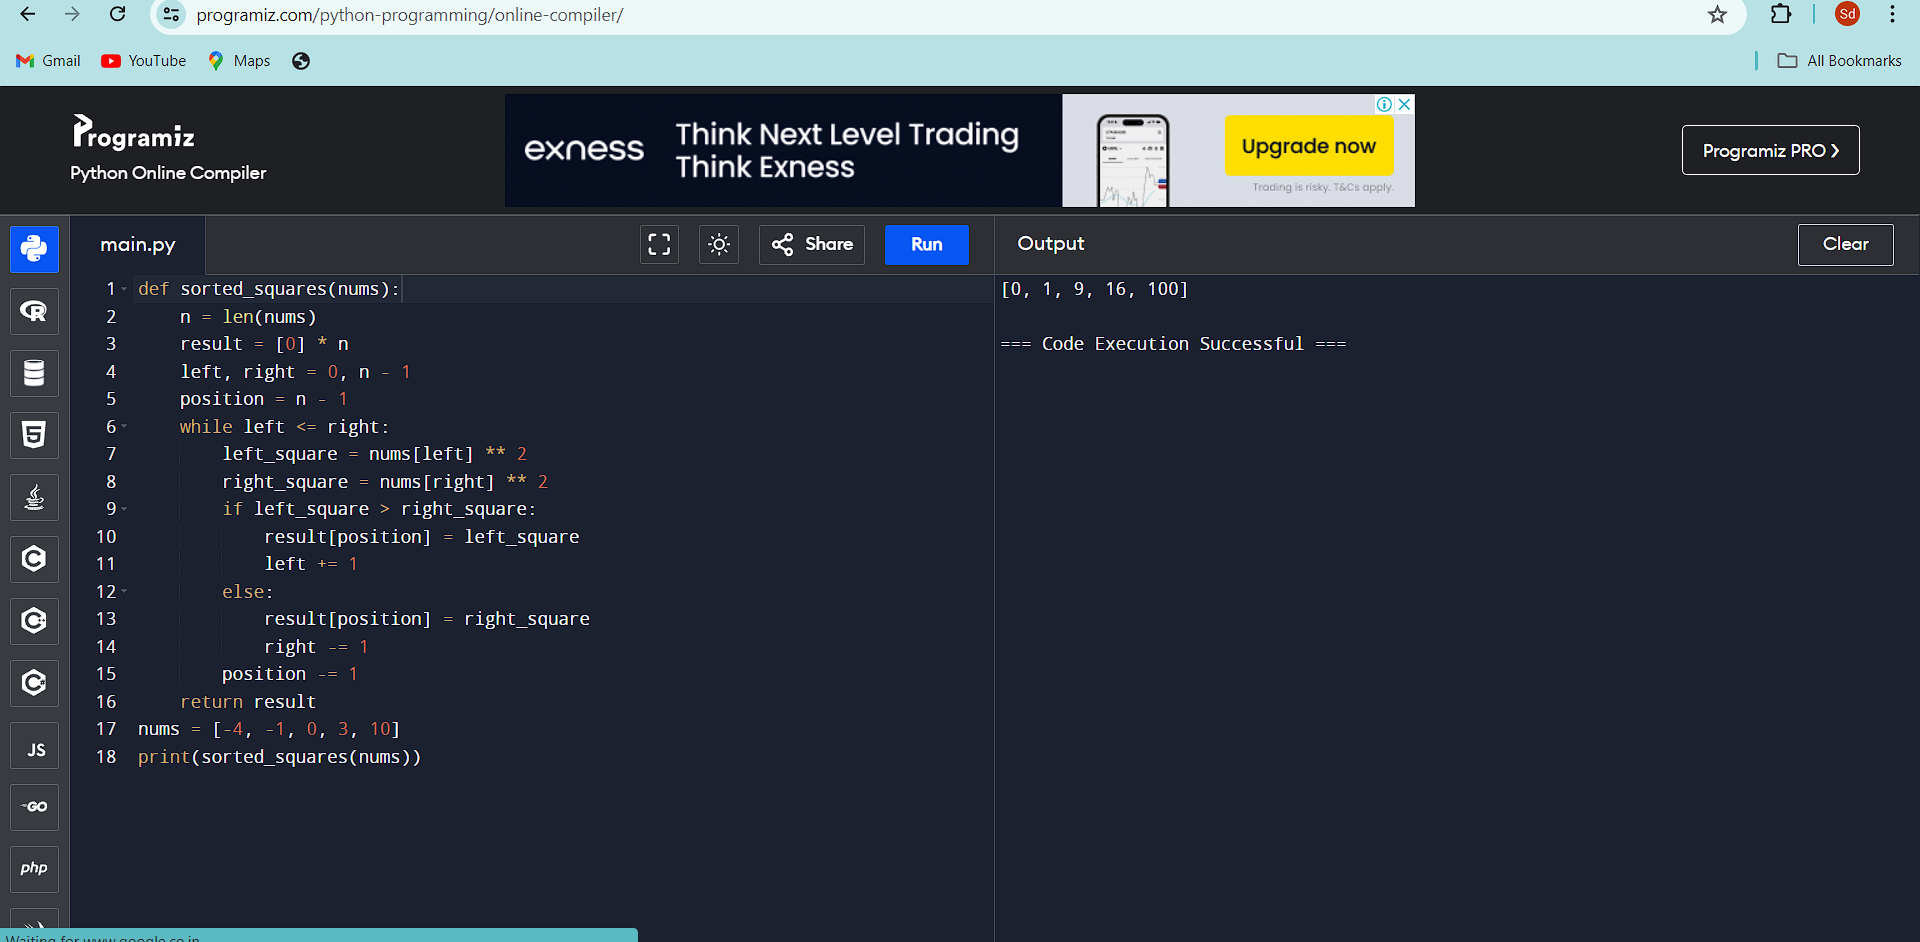 programiz.com/python-programming/online-compiler/
Sd
Gmail
YouTube
Maps
All Bookmarks
Programiz
Python Online Compiler
exness
Think Next Level Trading
Think Exness
Upgrade now
Trading is risky. T&Cs apply.
Programiz PRO ❯
main.py
Share
Run
Output
Clear
1 def sorted_squares(nums):
2     n = len(nums)
3     result = [0] * n
4     left, right = 0, n - 1
5     position = n - 1
6     while left <= right:
7         left_square = nums[left] ** 2
8         right_square = nums[right] ** 2
9         if left_square > right_square:
10             result[position] = left_square
11             left += 1
12         else:
13             result[position] = right_square
14             right -= 1
15         position -= 1
16     return result
17 nums = [-4, -1, 0, 3, 10]
18 print(sorted_squares(nums))
[0, 1, 9, 16, 100]
=== Code Execution Successful ===
R
5
C
C++
C#
JS
GO
php
Waiting for www.google.co.in